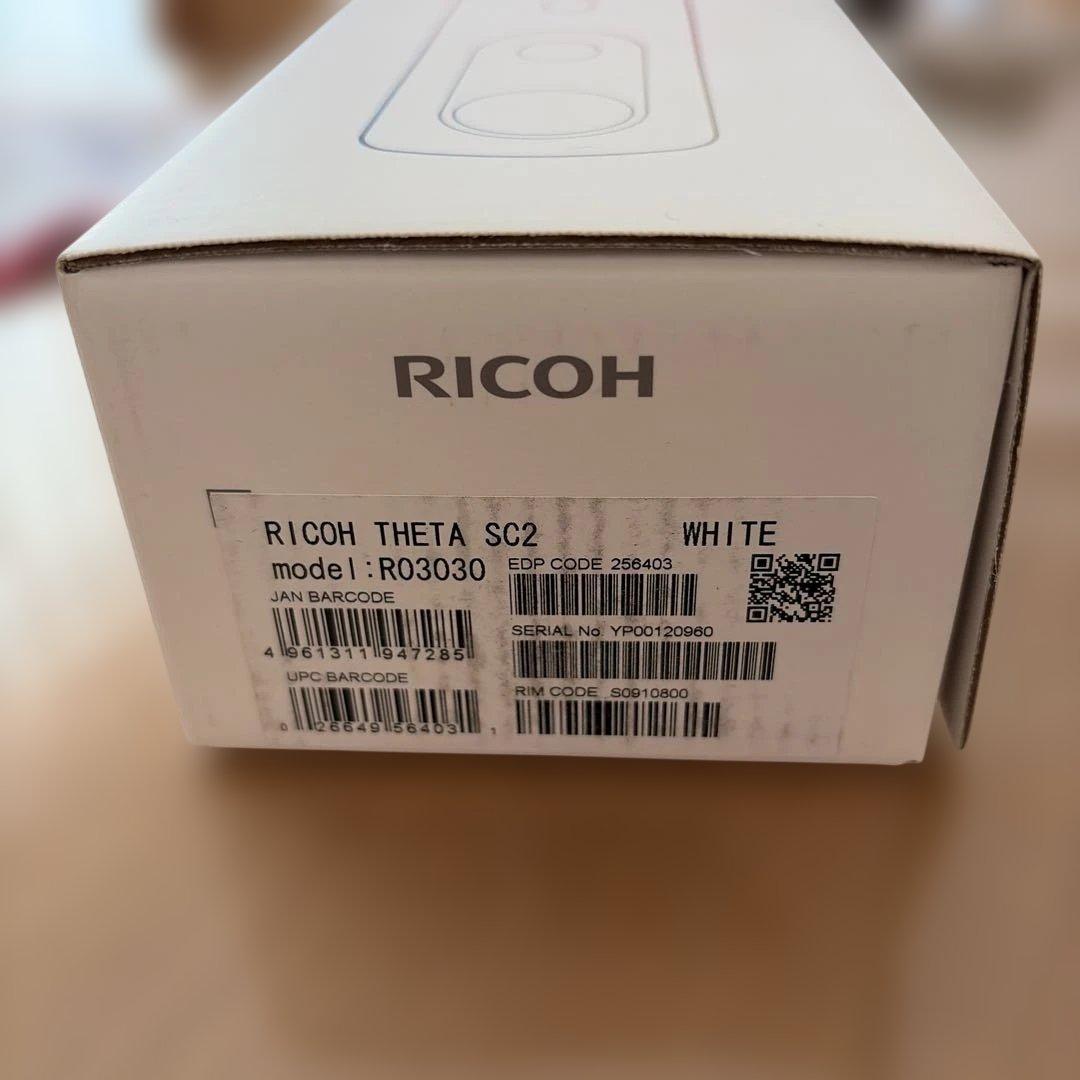 RICOH
RICOH THETA SC2 WHITE
model:R03030
EDP CODE 256403
JAN BARCODE
4 961311 947285
SERIAL No. YP00120960
UPC BARCODE
0 26649 56403 1
RIM CODE S0910800